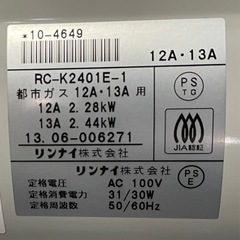 *10-4649
12A・13A
RC-K2401E-1
都市ガス 12A・13A 用
12A 2.28kW
13A 2.44kW
13.06-006271
リンナイ株式会社
PS
TG
JIA認証
リンナイ株式会社
定格電圧 AC 100V
定格消費電力 31/30W
定格周波数 50/60Hz
PS
E